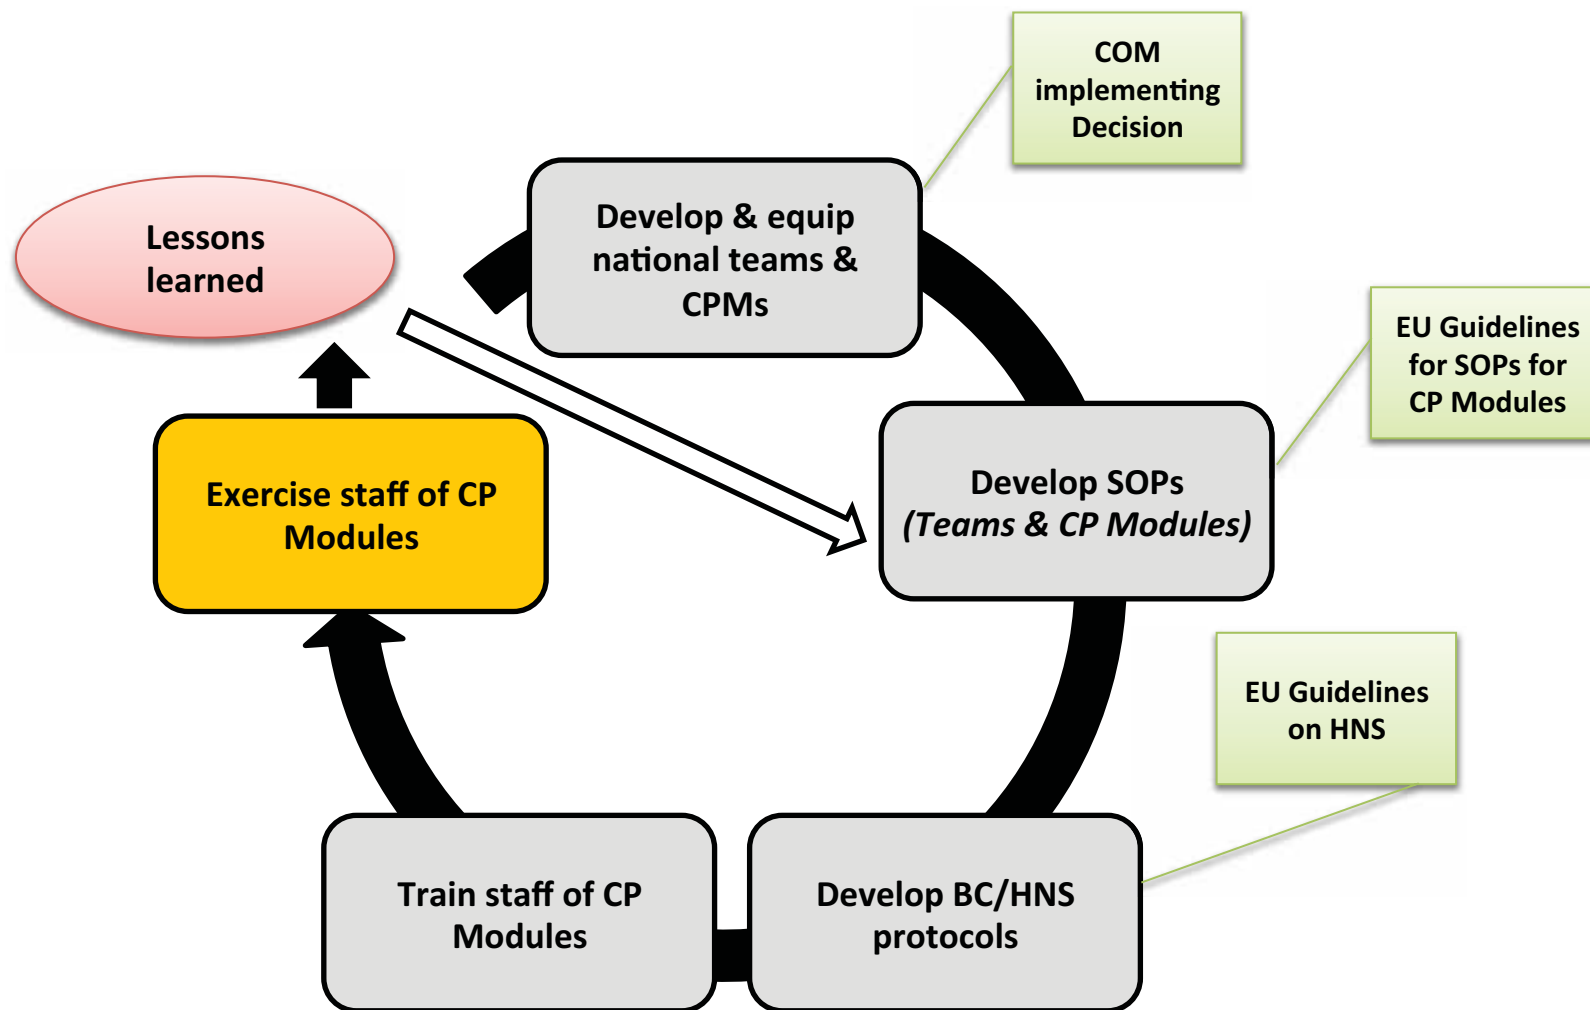 COM
implementing
Decision
Develop & equip
national teams &
CPMs
Lessons
learned
EU Guidelines
for SOPs for
CP Modules
Exercise staff of CP
Modules
Develop SOPs
(Teams & CP Modules)
EU Guidelines
on HNS
Train staff of CP
Modules
Develop BC/HNS
protocols